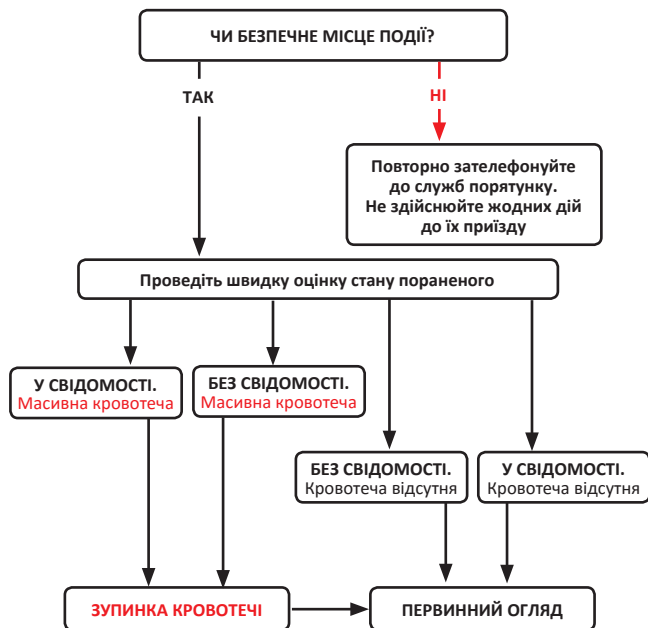 ЧИ БЕЗПЕЧНЕ МІСЦЕ ПОДІЇ?
ТАК
НІ
Повторно зателефонуйте
до служб порятунку.
Не здійснюйте жодних дій
до їх приїзду
Проведіть швидку оцінку стану пораненого
У СВІДОМОСТІ.
Масивна кровотеча
БЕЗ СВІДОМОСТІ.
Масивна кровотеча
БЕЗ СВІДОМОСТІ.
Кровотеча відсутня
У СВІДОМОСТІ.
Кровотеча відсутня
ЗУПИНКА КРОВОТЕЧІ
ПЕРВИННИЙ ОГЛЯД